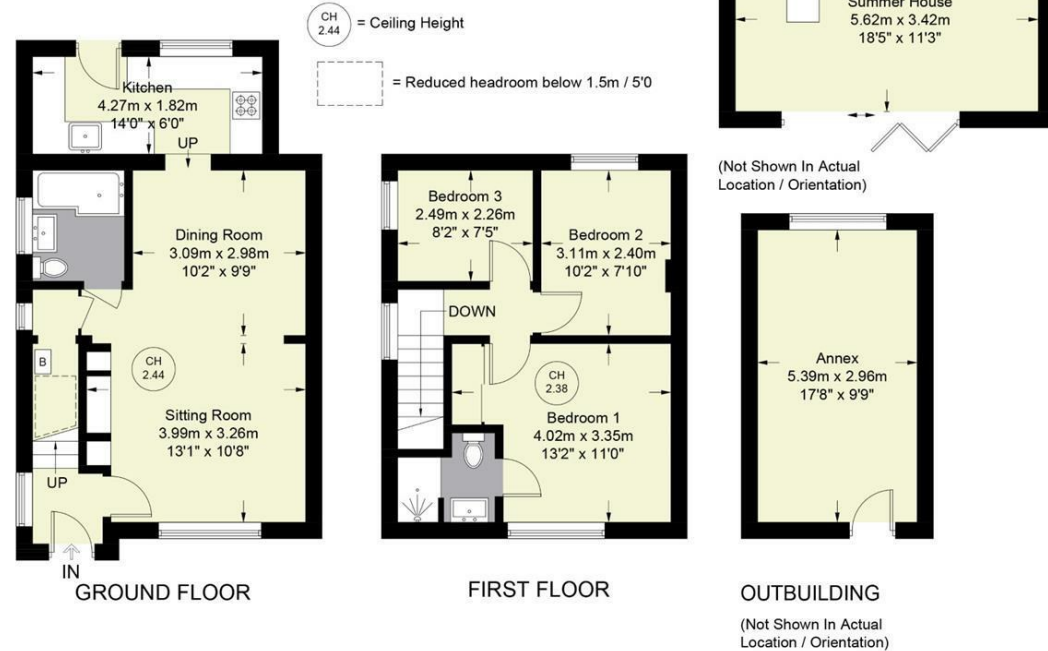 CH
2.44
= Ceiling Height
= Reduced headroom below 1.5m / 5'0
Summer House
5.62m x 3.42m
18'5" x 11'3"
(Not Shown In Actual
Location / Orientation)
Kitchen
4.27m x 1.82m
14'0" x 6'0"
UP
Dining Room
3.09m x 2.98m
10'2" x 9'9"
B
CH
2.44
Sitting Room
3.99m x 3.26m
13'1" x 10'8"
UP
IN
GROUND FLOOR
Bedroom 3
2.49m x 2.26m
8'2" x 7'5"
Bedroom 2
3.11m x 2.40m
10'2" x 7'10"
DOWN
CH
2.38
Bedroom 1
4.02m x 3.35m
13'2" x 11'0"
FIRST FLOOR
Annex
5.39m x 2.96m
17'8" x 9'9"
OUTBUILDING
(Not Shown In Actual
Location / Orientation)